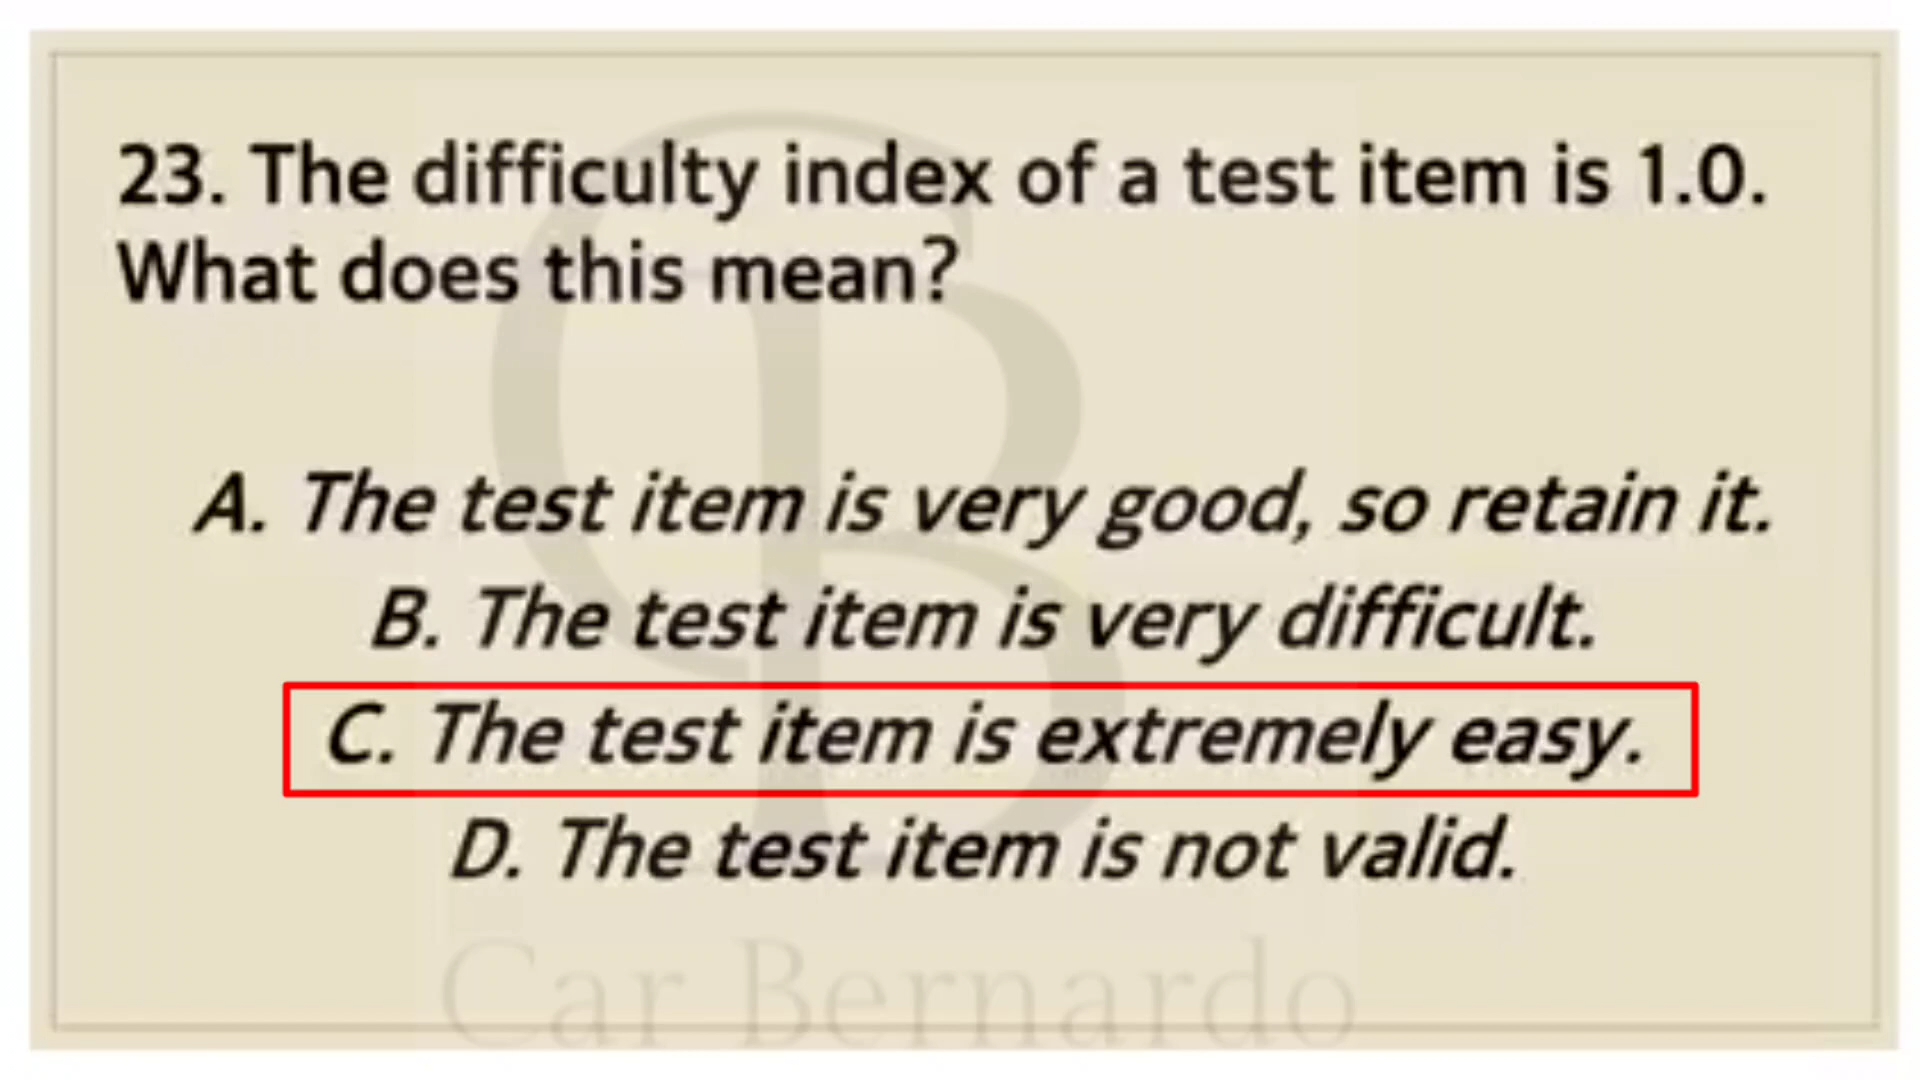 23. The difficulty index of a test item is 1.0.
What does this mean?
A. The test item is very good, so retain it.
B. The test item is very difficult.
C. The test item is extremely easy.
D. The test item is not valid.
Car Bernardo